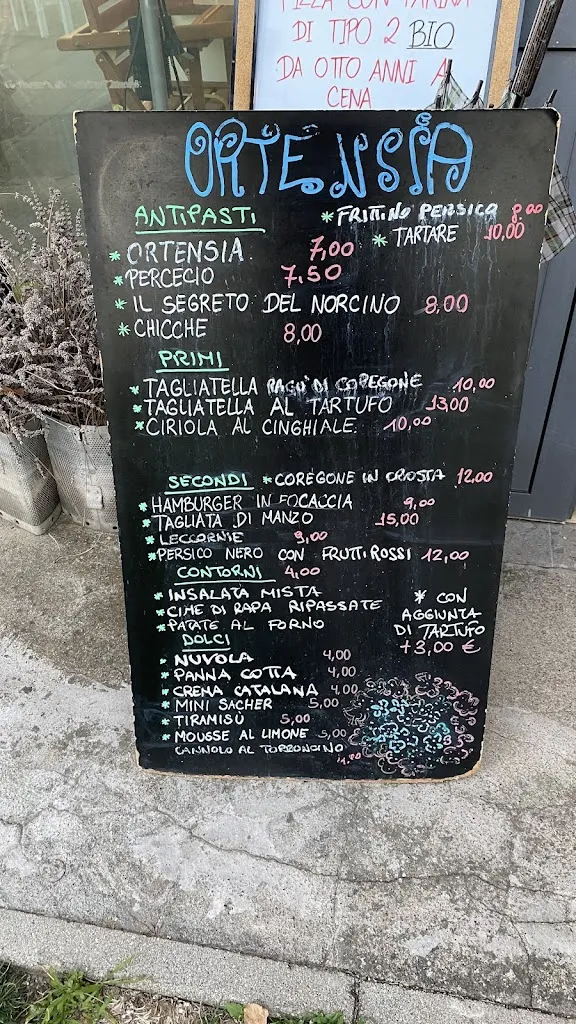 PIZZA CON FARINA
DI TIPO 2 BIO
DA OTTO ANNI A
CENA
ORTENSIA
ANTIPASTI * FRITTINO PERSICO 8.00
* TARTARE 10,00
* ORTENSIA 7,00
* PERCECIO 7,50
* IL SEGRETO DEL NORCINO 8,00
* CHICCHE 8,00
PRIMI
* TAGLIATELLA RAGU' DI COREGONE 10,00
* TAGLIATELLA AL TARTUFO 13,00
* CIRIOLA AL CINGHIALE 10,00
SECONDI * COREGONE IN CROSTA 12.00
* HAMBURGER IN FOCACCIA 9,00
* TAGLIATA DI MANZO 15,00
* LECCORNIE 9,00
* PERSICO NERO CON FRUTTI ROSSI 12,00
CONTORNI 4,00
* INSALATA MISTA
* CIME DI RAPA RIPASSATE
* PATATE AL FORNO
* CON
AGGIUNTA
DI TARTUFO
+3,00 €
DOLCI
* NUVOLA 4,00
* PANNA COTTA 4,00
* CREMA CATALANA 4,00
* MINI SACHER 5,00
* TIRAMISÙ 5,00
* MOUSSE AL LIMONE 5,00
CANNOLO AL TORRONCINO